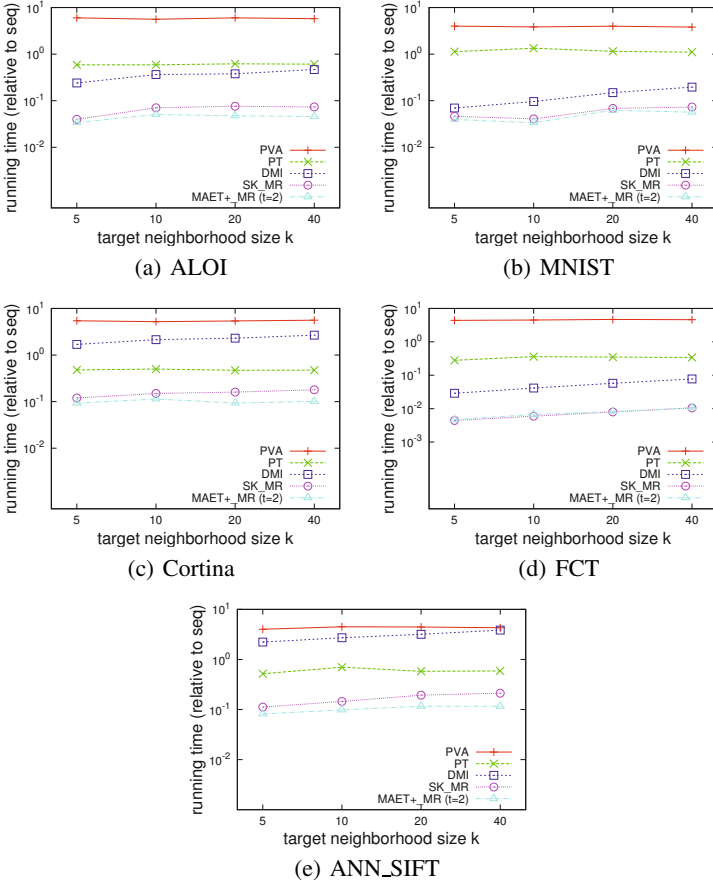 running time (relative to seq)
10^1
10^0
10^-1
10^-2
PVA
PT
DMI
SK_MR
MAET+_MR (t=2)
5 10 20 40
target neighborhood size k
(a) ALOI
running time (relative to seq)
10^1
10^0
10^-1
10^-2
PVA
PT
DMI
SK_MR
MAET+_MR (t=2)
5 10 20 40
target neighborhood size k
(b) MNIST
running time (relative to seq)
10^1
10^0
10^-1
10^-2
PVA
PT
DMI
SK_MR
MAET+_MR (t=2)
5 10 20 40
target neighborhood size k
(c) Cortina
running time (relative to seq)
10^1
10^0
10^-1
10^-2
10^-3
PVA
PT
DMI
SK_MR
MAET+_MR (t=2)
5 10 20 40
target neighborhood size k
(d) FCT
running time (relative to seq)
10^1
10^0
10^-1
10^-2
PVA
PT
DMI
SK_MR
MAET+_MR (t=2)
5 10 20 40
target neighborhood size k
(e) ANN_SIFT